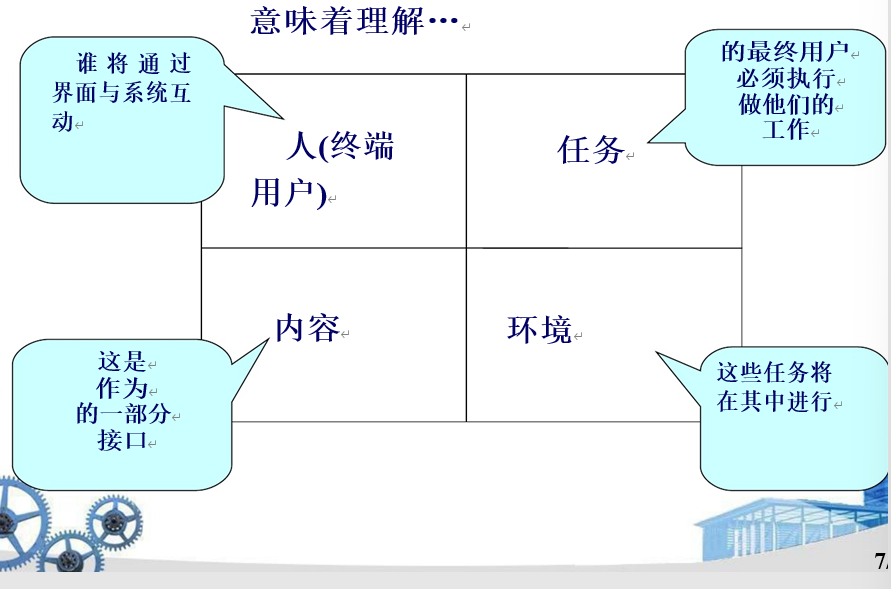 意味着理解…
谁将通过
界面与系统互
动
的最终用户
必须执行
做他们的
工作
人(终端
用户)
任务
内容
环境
这是
作为
的一部分
接口
这些任务将
在其中进行
7